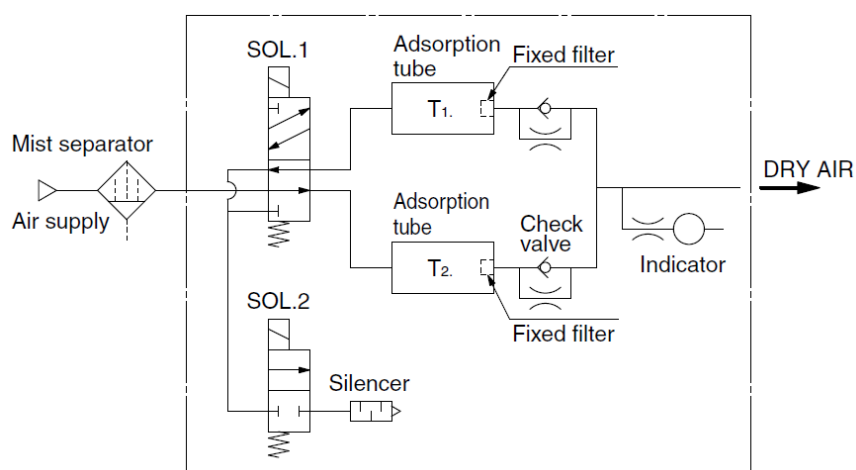 SOL.1
Adsorption
tube
Fixed filter
T1.
Mist separator
Air supply
DRY AIR
Adsorption
tube
Check
valve
T2.
Indicator
SOL.2
Fixed filter
Silencer